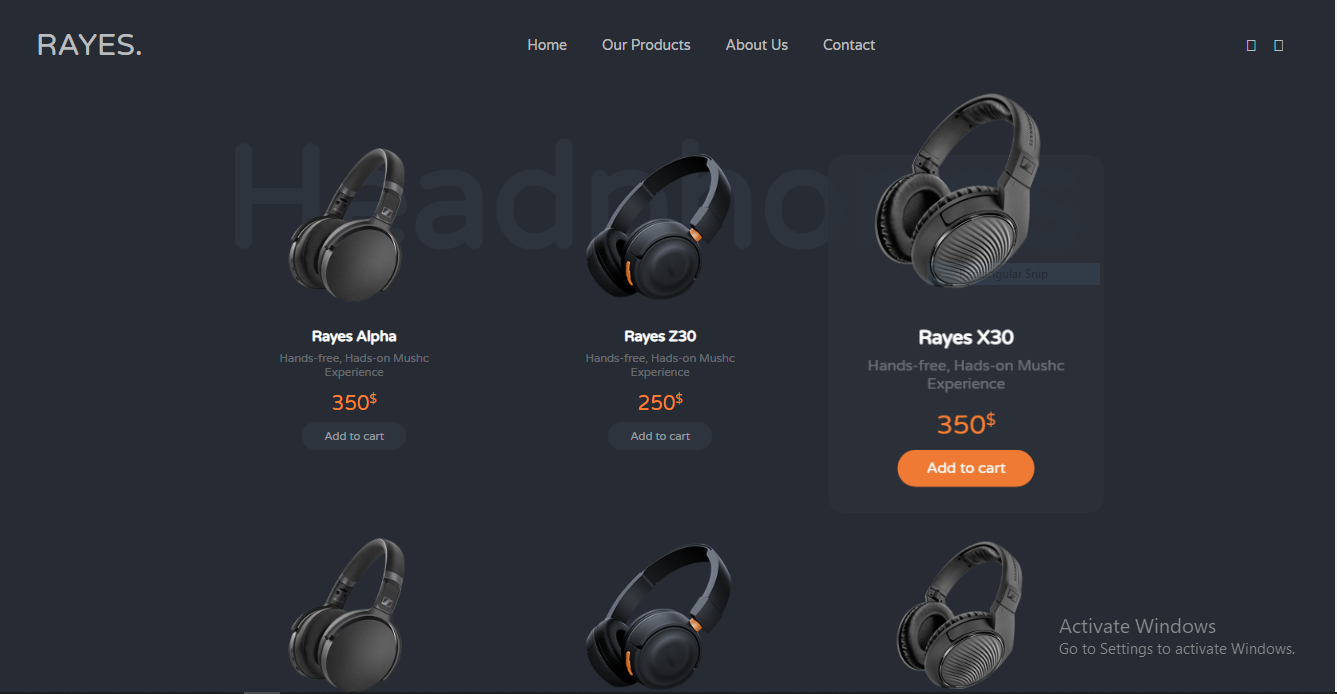 RAYES.
Home
Our Products
About Us
Contact
Headphones
Rayes Alpha
Hands-free, Hads-on Mushc
Experience
350$
Add to cart
Rayes Z30
Hands-free, Hads-on Mushc
Experience
250$
Add to cart
Snip
Rayes X30
Hands-free, Hads-on Mushc
Experience
350$
Add to cart
Activate Windows
Go to Settings to activate Windows.